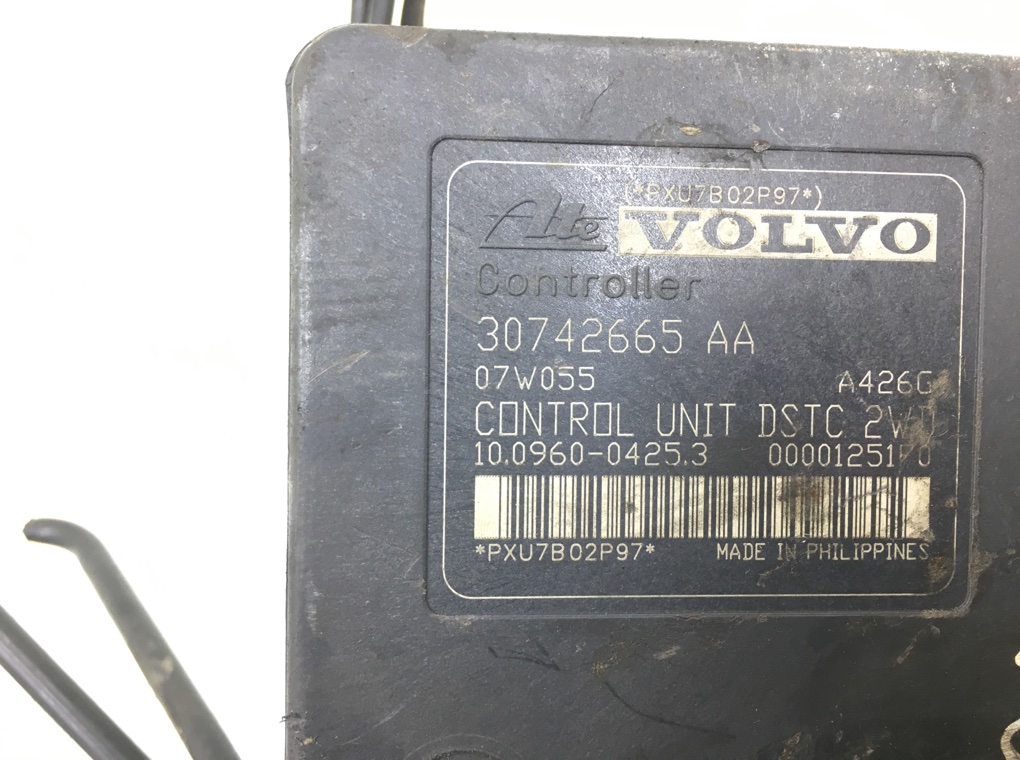 (*PXU7B02P97*)
Ate VOLVO
Controller
30742665 AA
07W055 A426G
CONTROL UNIT DSTC 2WD
10.0960-0425.3
*PXU7B02P97* MADE IN PHILIPPINES